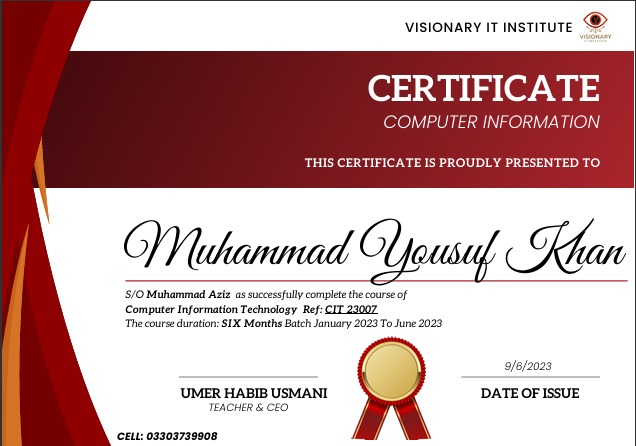 VISIONARY IT INSTITUTE
VISIONARY
CERTIFICATE
COMPUTER INFORMATION
THIS CERTIFICATE IS PROUDLY PRESENTED TO
Muhammad Yousuf Khan
S/O Muhammad Aziz as successfully complete the course of
Computer Information Technology Ref: CIT 23007
The course duration: SIX Months Batch January 2023 To June 2023
9/6/2023
UMER HABIB USMANI
DATE OF ISSUE
TEACHER & CEO
CELL: 03303739908